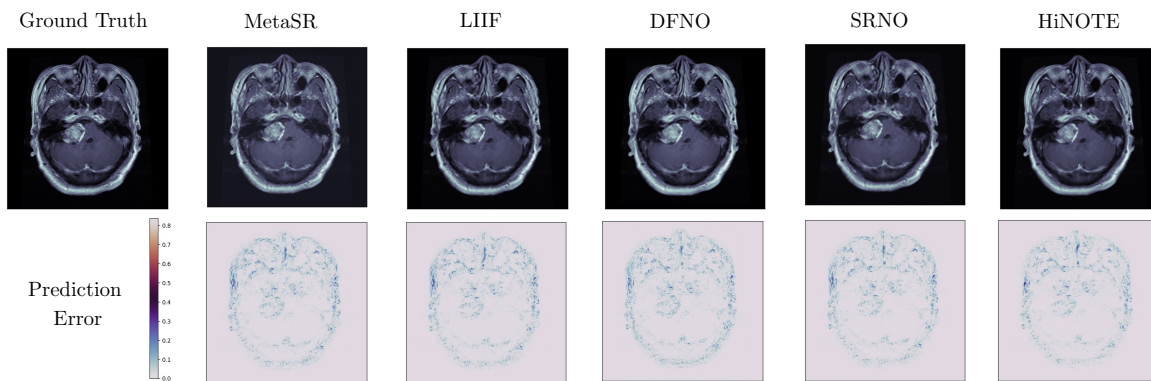 Ground Truth
MetaSR
LIIF
DFNO
SRNO
HiNOTE
Prediction
Error
0.8
0.7
0.6
0.5
0.4
0.3
0.2
0.1
0.0